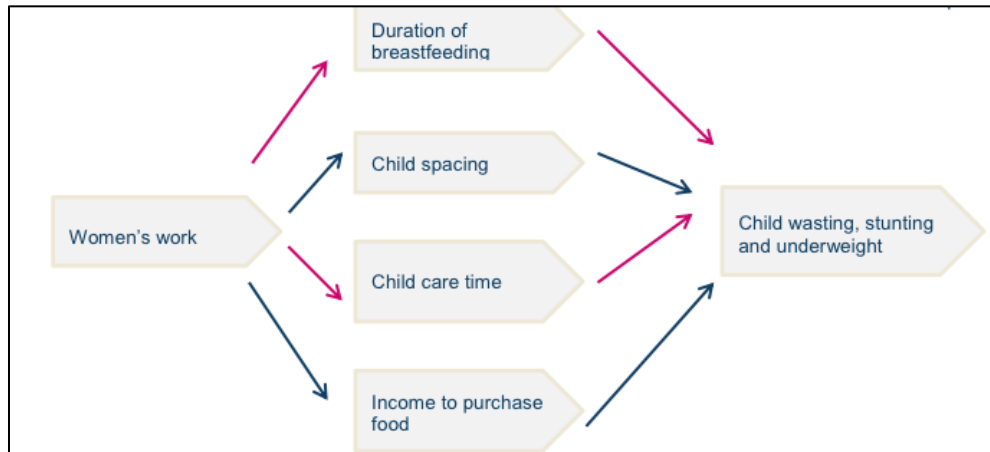 Duration of
breastfeeding
Child spacing
Women's work
Child wasting, stunting
and underweight
Child care time
Income to purchase
food